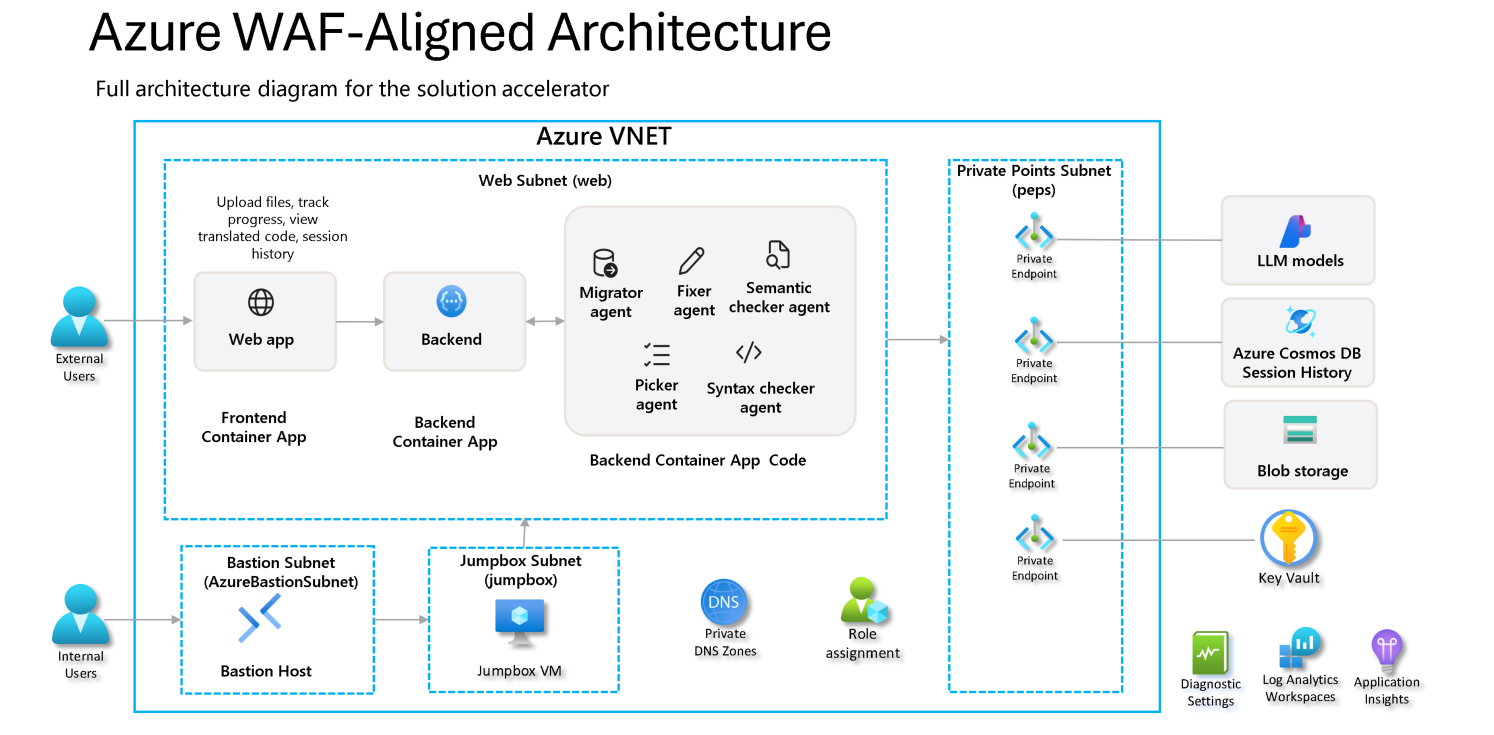 Azure WAF-Aligned Architecture
Full architecture diagram for the solution accelerator
Azure VNET
Web Subnet (web)
Upload files, track
progress, view
translated code, session
history
Web app
Frontend
Container App
Backend
Backend
Container App
Migrator
agent
Fixer
agent
Semantic
checker agent
Picker
agent
Syntax checker
agent
Backend Container App Code
Private Points Subnet
(peps)
Private
Endpoint
Private
Endpoint
Private
Endpoint
Private
Endpoint
LLM models
Azure Cosmos DB
Session History
Blob storage
Key Vault
External
Users
Internal
Users
Bastion Subnet
(AzureBastionSubnet)
Bastion Host
Jumpbox Subnet
(jumpbox)
Jumpbox VM
DNS
Private
DNS Zones
Role
assignment
Diagnostic
Settings
Log Analytics
Workspaces
Application
Insights